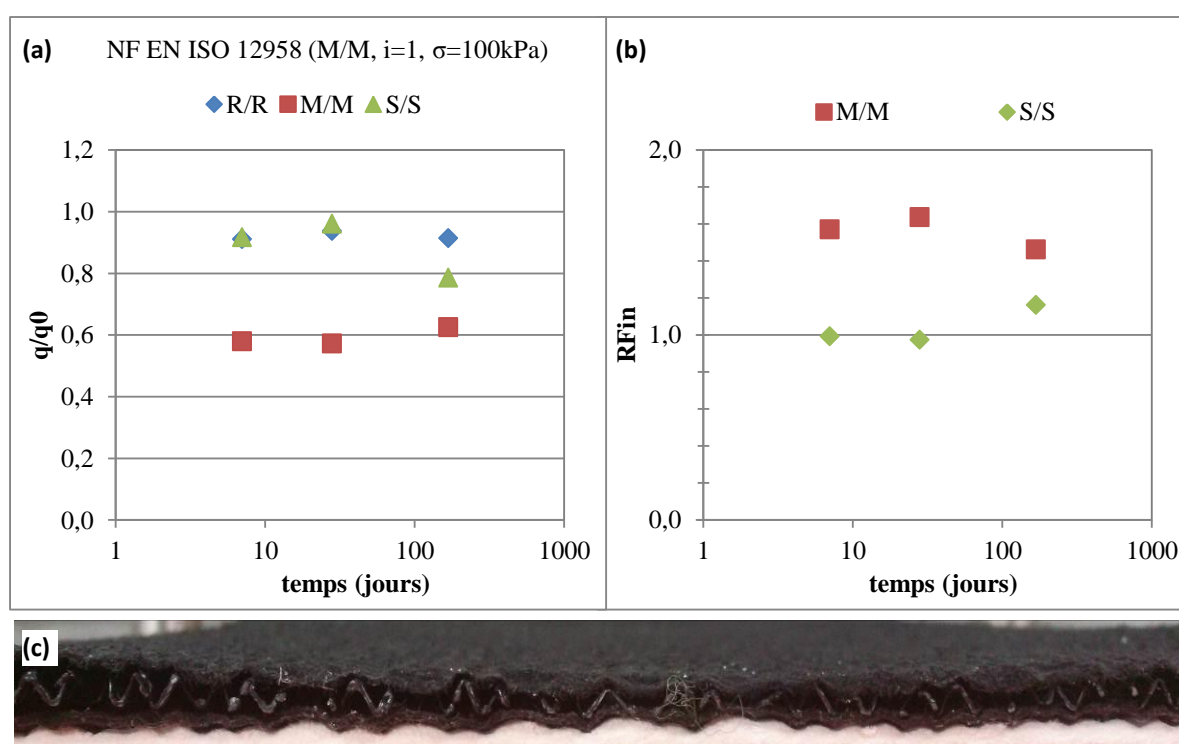 (a) NF EN ISO 12958 (M/M, i=1, σ=100kPa)
R/R M/M S/S
1,2
1,0
0,8
0,6
0,4
0,2
0,0
q/q0
1 10 100 1000
temps (jours)
(b)
M/M S/S
2,0
1,0
0,0
RFin
1 10 100 1000
temps (jours)
(c)